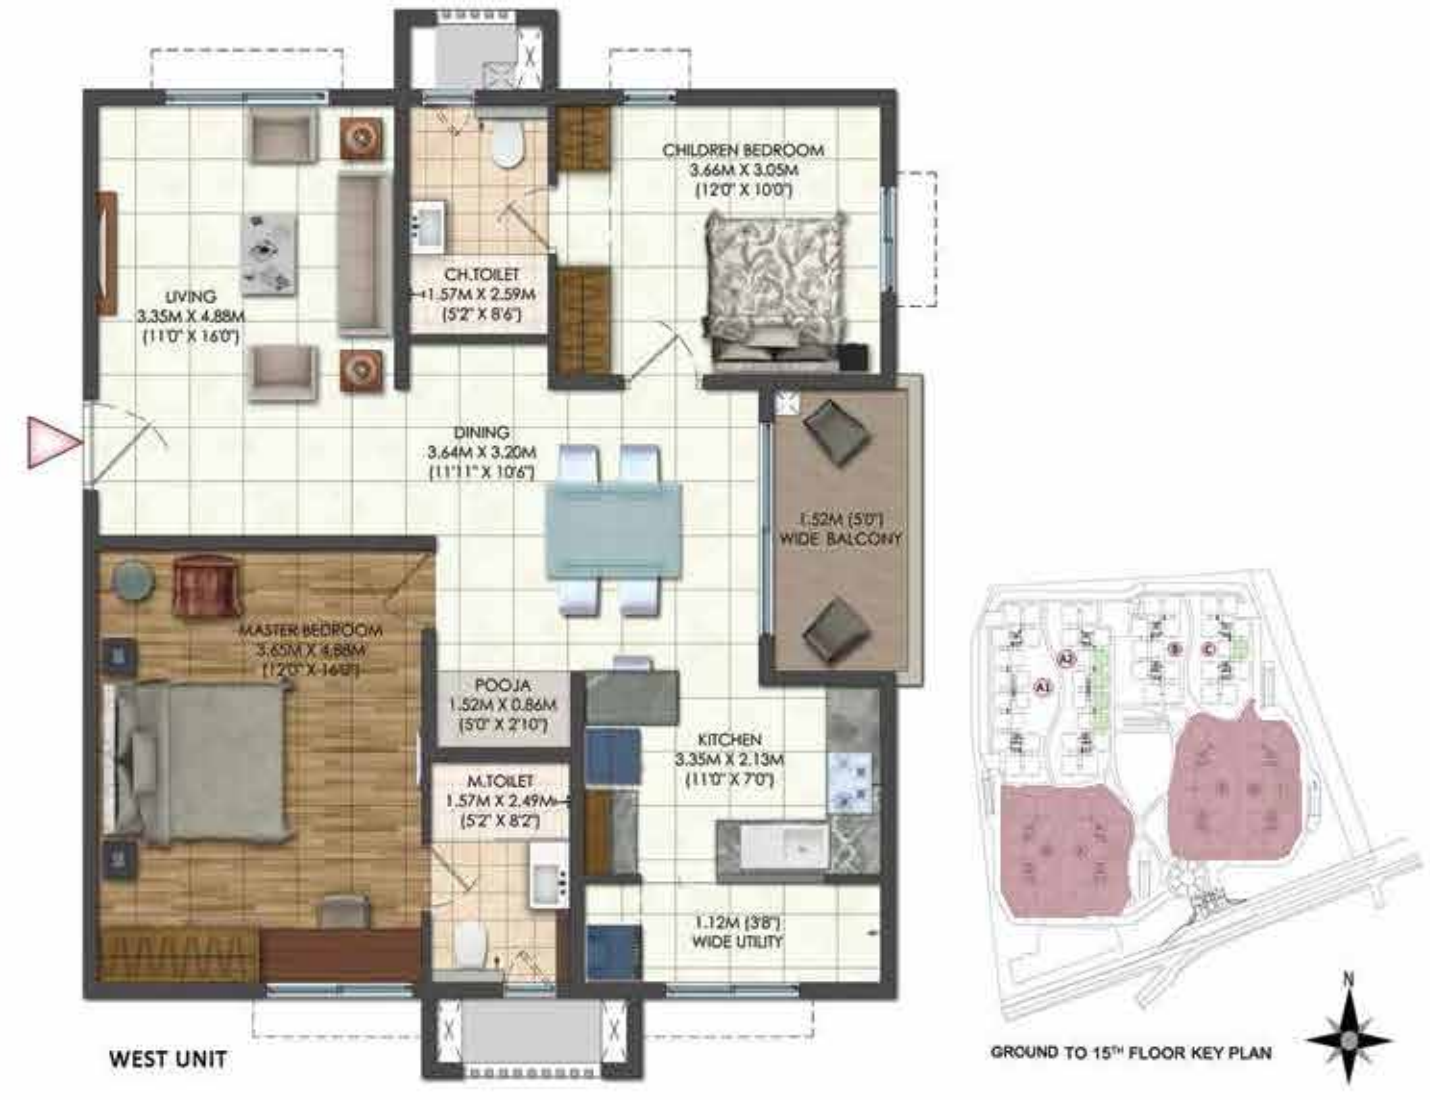 CHILDREN BEDROOM
3.66M X 3.05M
(12'0" X 10'0")
CH.TOILET
1.57M X 2.59M
(5'2" X 8'6")
LIVING
3.35M X 4.88M
(11'0" X 16'0")
DINING
3.64M X 3.20M
(11'11" X 10'6")
1.52M (5'0")
WIDE BALCONY
MASTER BEDROOM
3.65M X 4.88M
(12'0" X 16'0")
POOJA
1.52M X 0.86M
(5'0" X 2'10")
KITCHEN
3.35M X 2.13M
(11'0" X 7'0")
M.TOILET
1.57M X 2.49M
(5'2" X 8'2")
1.12M (3'8")
WIDE UTILITY
WEST UNIT
A1
A2
B
C
N
GROUND TO 15TH FLOOR KEY PLAN